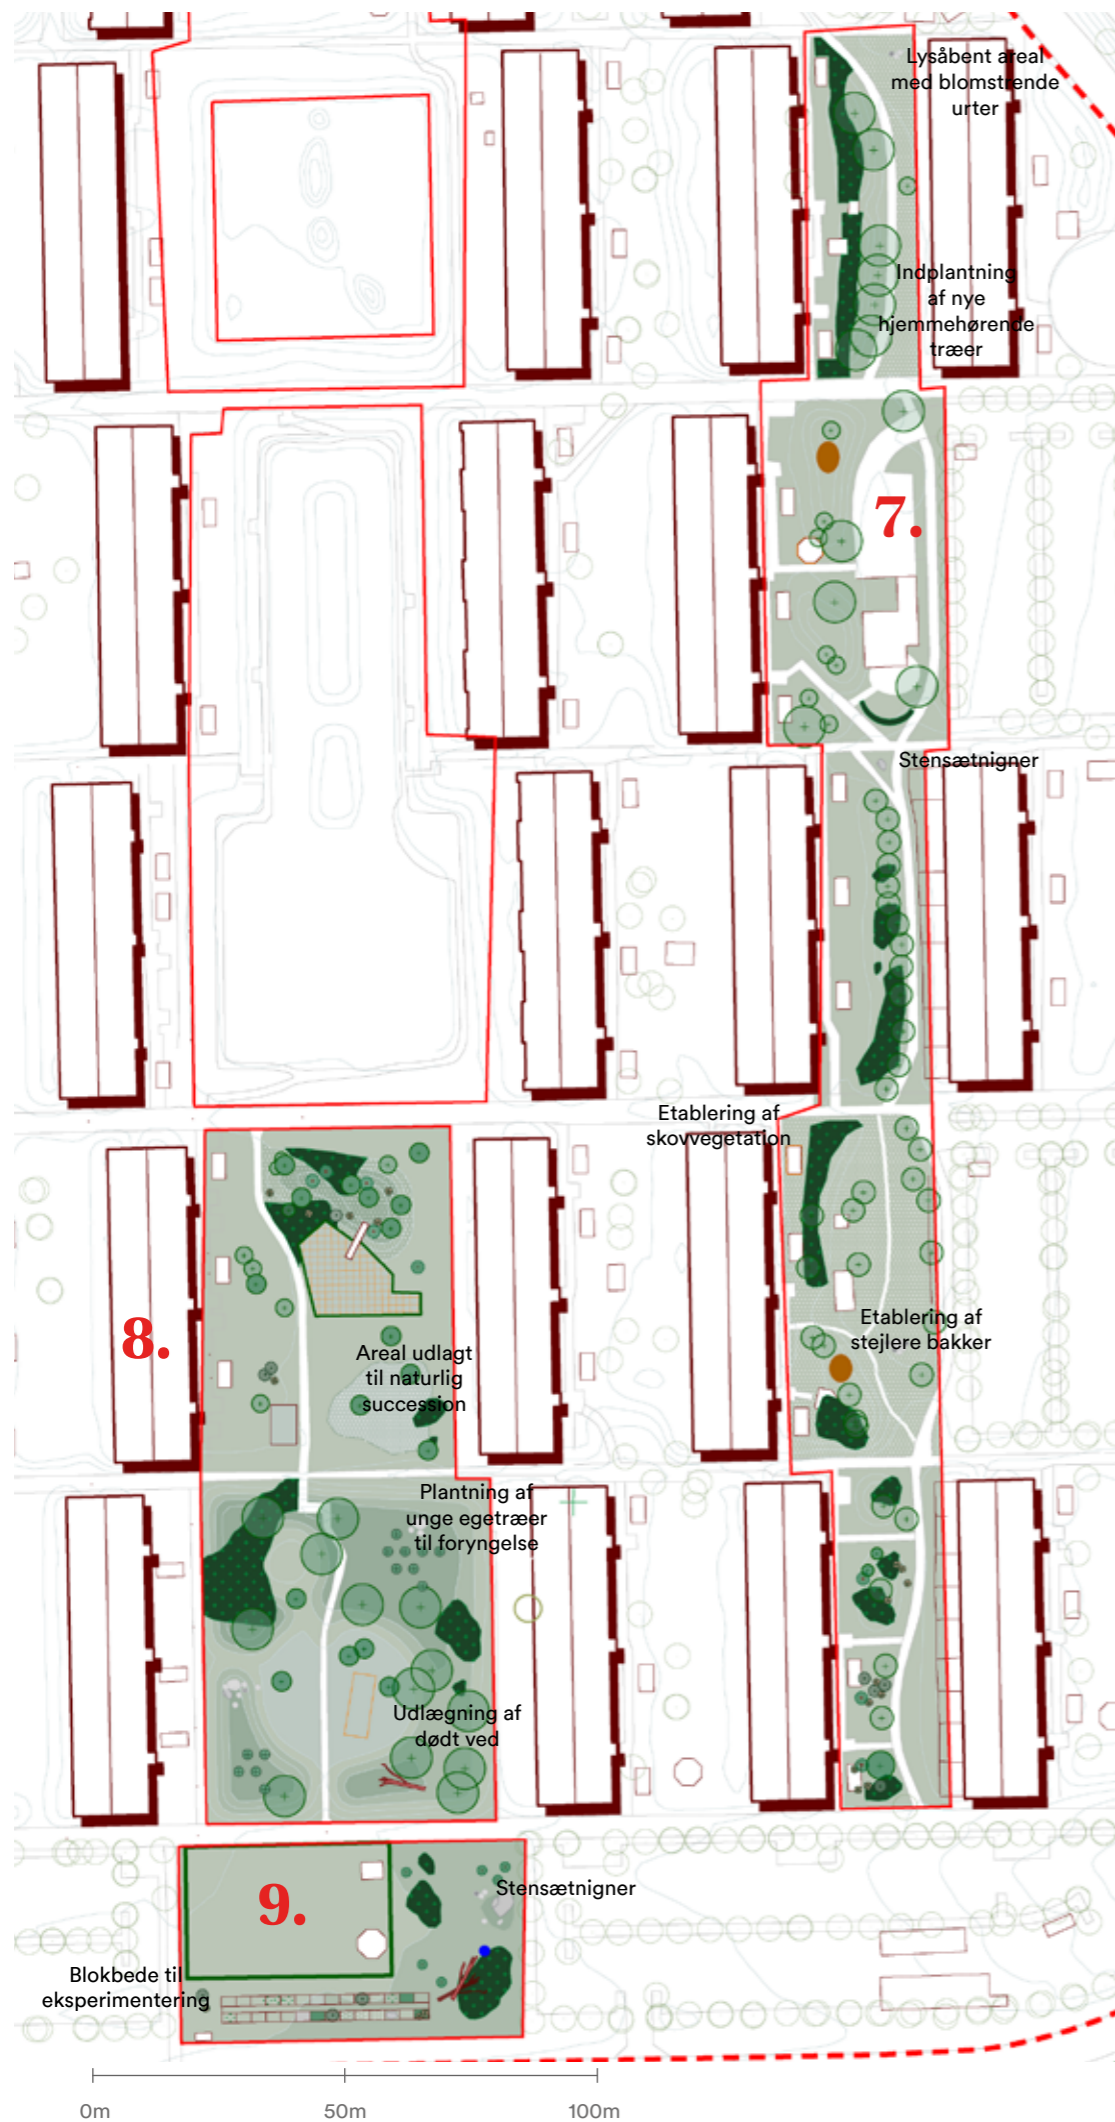 Lysåbent areal
med blomstrende
urter
Indplantning
af nye
hjemmehørende
træer
7.
Stensætnigner
Etablering af
skovvegetation
Etablering af
stejlere bakker
8.
Areal udlagt
til naturlig
succession
Plantning af
unge egetræer
til foryngelse
Udlægning af
dødt ved
9.
Stensætnigner
Blokbede til
eksperimentering
0m
50m
100m